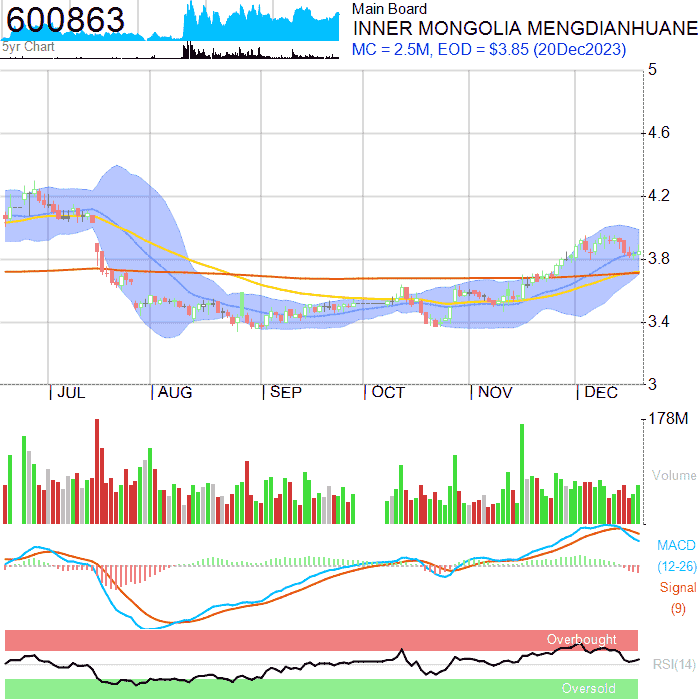 600863
5yr Chart
Main Board
INNER MONGOLIA MENGDIANHUANE
MC = 2.5M, EOD = $3.85 (20Dec2023)
5
4.6
4.2
3.8
3.4
3
JUL AUG SEP OCT NOV DEC
178M
Volume
MACD
(12-26)
Signal
(9)
Overbought
RSI(14)
Oversold